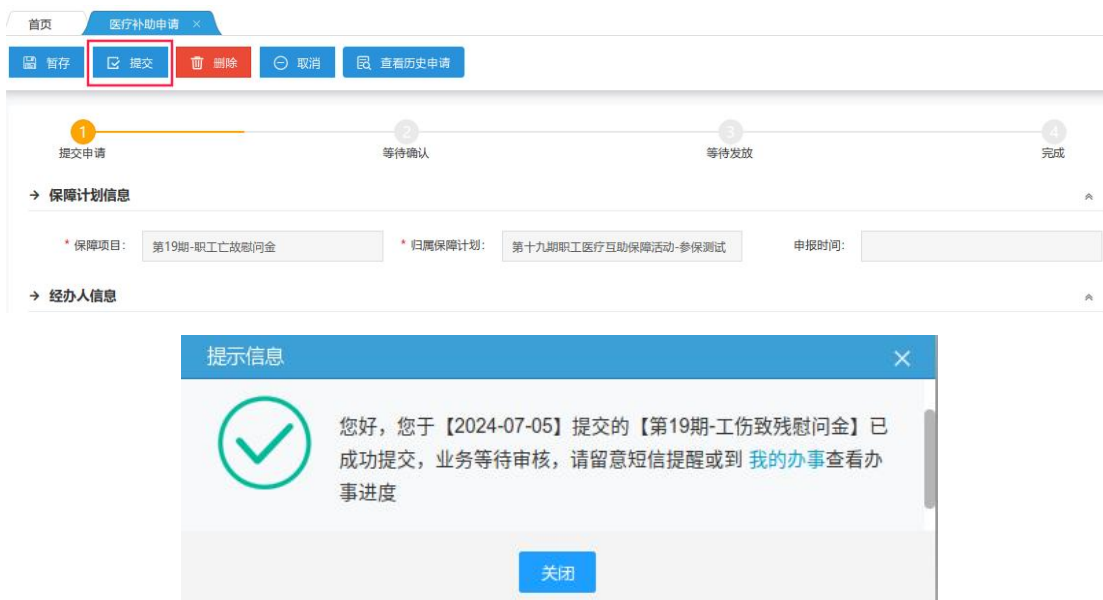 首页 医疗补助申请 ×
暂存 提交 删除 取消 查看历史申请
1 2 3 4
提交申请 等待确认 等待发放 完成
保障计划信息
* 保障项目: 第19期-职工亡故慰问金 * 归属保障计划: 第十九期职工医疗互助保障活动-参保测试 申报时间:
经办人信息
提示信息
您好，您于【2024-07-05】提交的【第19期-工伤致残慰问金】已
成功提交，业务等待审核，请留意短信提醒或到 我的办事查看办
事进度
关闭